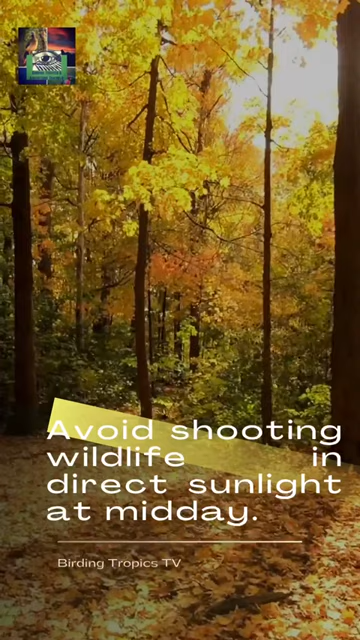 Avoid shooting
wildlife in
direct sunlight
at midday.
Birding Tropics TV